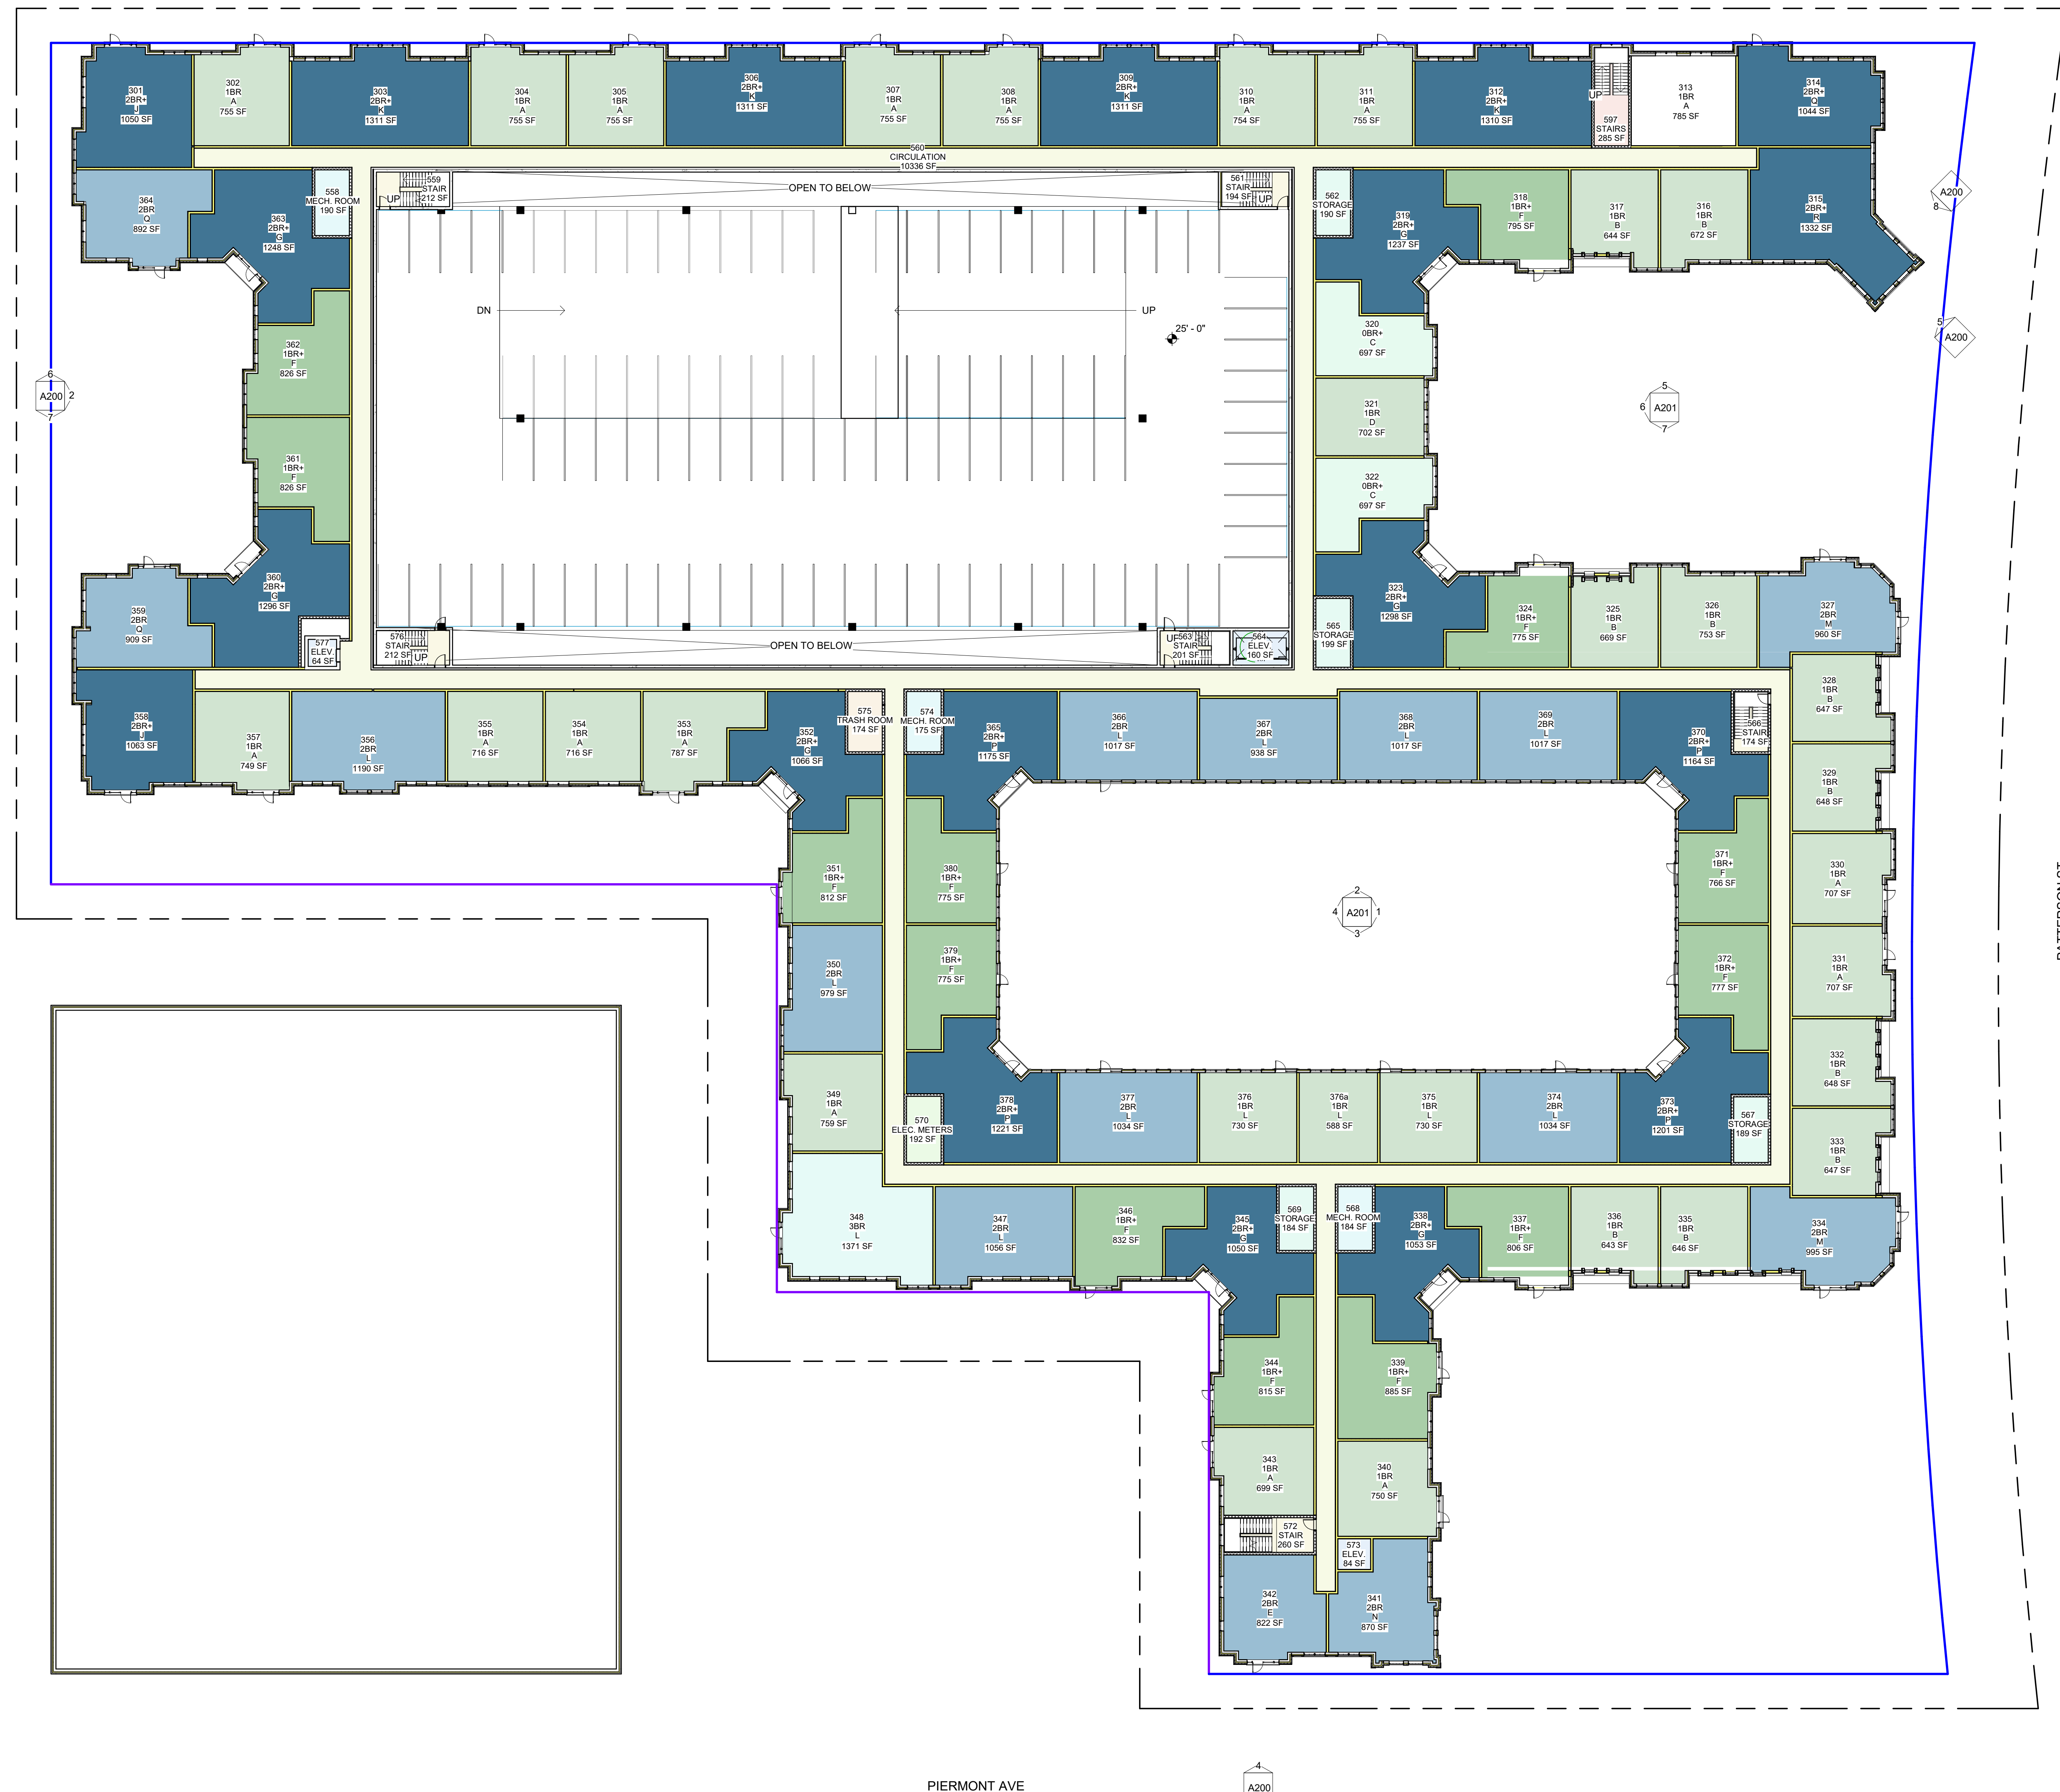 301
2BR+
J
1050 SF
302
1BR
A
755 SF
303
2BR+
K
1311 SF
304
1BR
A
755 SF
305
1BR
A
755 SF
306
2BR+
K
1311 SF
307
1BR
A
755 SF
308
1BR
A
755 SF
309
2BR+
K
1311 SF
310
1BR
A
754 SF
311
1BR
A
755 SF
312
2BR+
K
1310 SF
UP
597
STAIRS
285 SF
313
1BR
A
785 SF
314
2BR+
Q
1044 SF
560
CIRCULATION
10336 SF
364
2BR
Q
892 SF
363
2BR+
G
1248 SF
558
MECH. ROOM
190 SF
559
STAIR
212 SF
UP
OPEN TO BELOW
561
STAIR
194 SF
UP
562
STORAGE
190 SF
319
2BR+
G
1237 SF
318
1BR+
F
795 SF
317
1BR
B
644 SF
316
1BR
B
672 SF
315
2BR+
R
1332 SF
A200
8
5
A200
DN
UP
25' - 0"
320
0BR+
C
697 SF
362
1BR+
F
826 SF
6
A200
2
7
321
1BR
D
702 SF
5
6
A201
7
361
1BR+
F
826 SF
322
0BR+
C
697 SF
360
2BR+
G
1296 SF
359
2BR
Q
909 SF
577
ELEV.
64 SF
576
STAIR
212 SF
UP
OPEN TO BELOW
UP
563
STAIR
201 SF
564
ELEV.
160 SF
565
STORAGE
199 SF
323
2BR+
G
1298 SF
324
1BR+
F
775 SF
325
1BR
B
669 SF
326
1BR
B
753 SF
327
2BR
M
960 SF
328
1BR
B
647 SF
358
2BR+
J
1063 SF
357
1BR
A
749 SF
356
2BR
L
1190 SF
355
1BR
A
716 SF
354
1BR
A
716 SF
353
1BR
A
787 SF
352
2BR+
G
1066 SF
575
TRASH ROOM
174 SF
574
MECH. ROOM
175 SF
365
2BR+
P
1175 SF
366
2BR
L
1017 SF
367
2BR
L
938 SF
368
2BR
L
1017 SF
369
2BR
L
1017 SF
370
2BR+
P
1164 SF
566
STAIR
174 SF
329
1BR
B
648 SF
351
1BR+
F
812 SF
380
1BR+
F
775 SF
371
1BR+
F
766 SF
330
1BR
A
707 SF
PATTERSON ST
2
4
A201
1
3
350
2BR
L
979 SF
379
1BR+
F
775 SF
372
1BR+
F
777 SF
331
1BR
A
707 SF
349
1BR
A
759 SF
570
ELEC. METERS
192 SF
378
2BR+
P
1221 SF
377
2BR
L
1034 SF
376
1BR
L
730 SF
376a
1BR
L
588 SF
375
1BR
L
730 SF
374
2BR
L
1034 SF
373
2BR+
P
1201 SF
567
STORAGE
189 SF
332
1BR
B
648 SF
333
1BR
B
647 SF
348
3BR
L
1371 SF
347
2BR
L
1056 SF
346
1BR+
F
832 SF
345
2BR+
G
1050 SF
569
STORAGE
184 SF
568
MECH. ROOM
184 SF
338
2BR+
G
1053 SF
337
1BR+
F
806 SF
336
1BR
B
643 SF
335
1BR
B
646 SF
334
2BR
M
995 SF
344
1BR+
F
815 SF
339
1BR+
F
885 SF
343
1BR
A
699 SF
340
1BR
A
750 SF
572
STAIR
260 SF
573
ELEV.
84 SF
342
2BR
E
822 SF
341
2BR
N
870 SF
4
A200
PIERMONT AVE